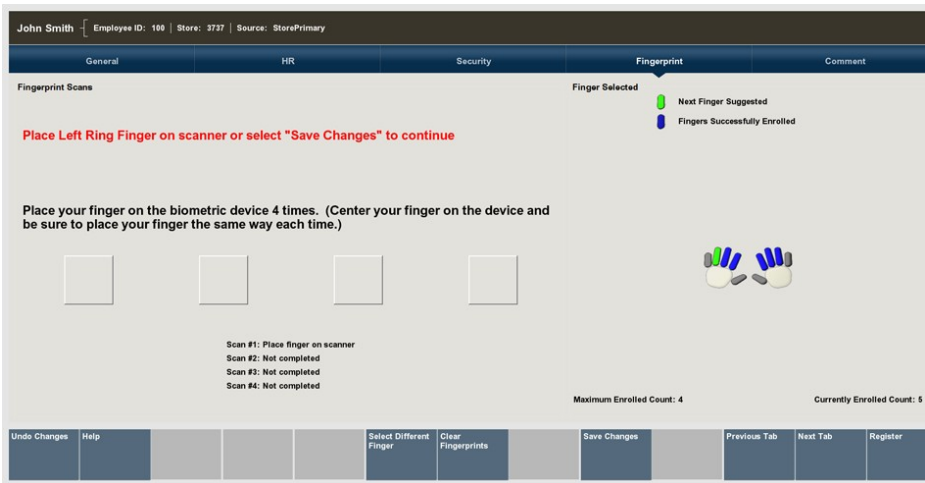 John Smith Employee ID: 100 | Store: 3737 | Source: StorePrimary
General HR Security Fingerprint Comment
Fingerprint Scans
Place Left Ring Finger on scanner or select "Save Changes" to continue
Place your finger on the biometric device 4 times. (Center your finger on the device and
be sure to place your finger the same way each time.)
Scan #1: Place finger on scanner
Scan #2: Not completed
Scan #3: Not completed
Scan #4: Not completed
Finger Selected
Next Finger Suggested
Fingers Successfully Enrolled
Maximum Enrolled Count: 4 Currently Enrolled Count: 5
Undo Changes
Help
Select Different
Finger
Clear
Fingerprints
Save Changes
Previous Tab
Next Tab
Register